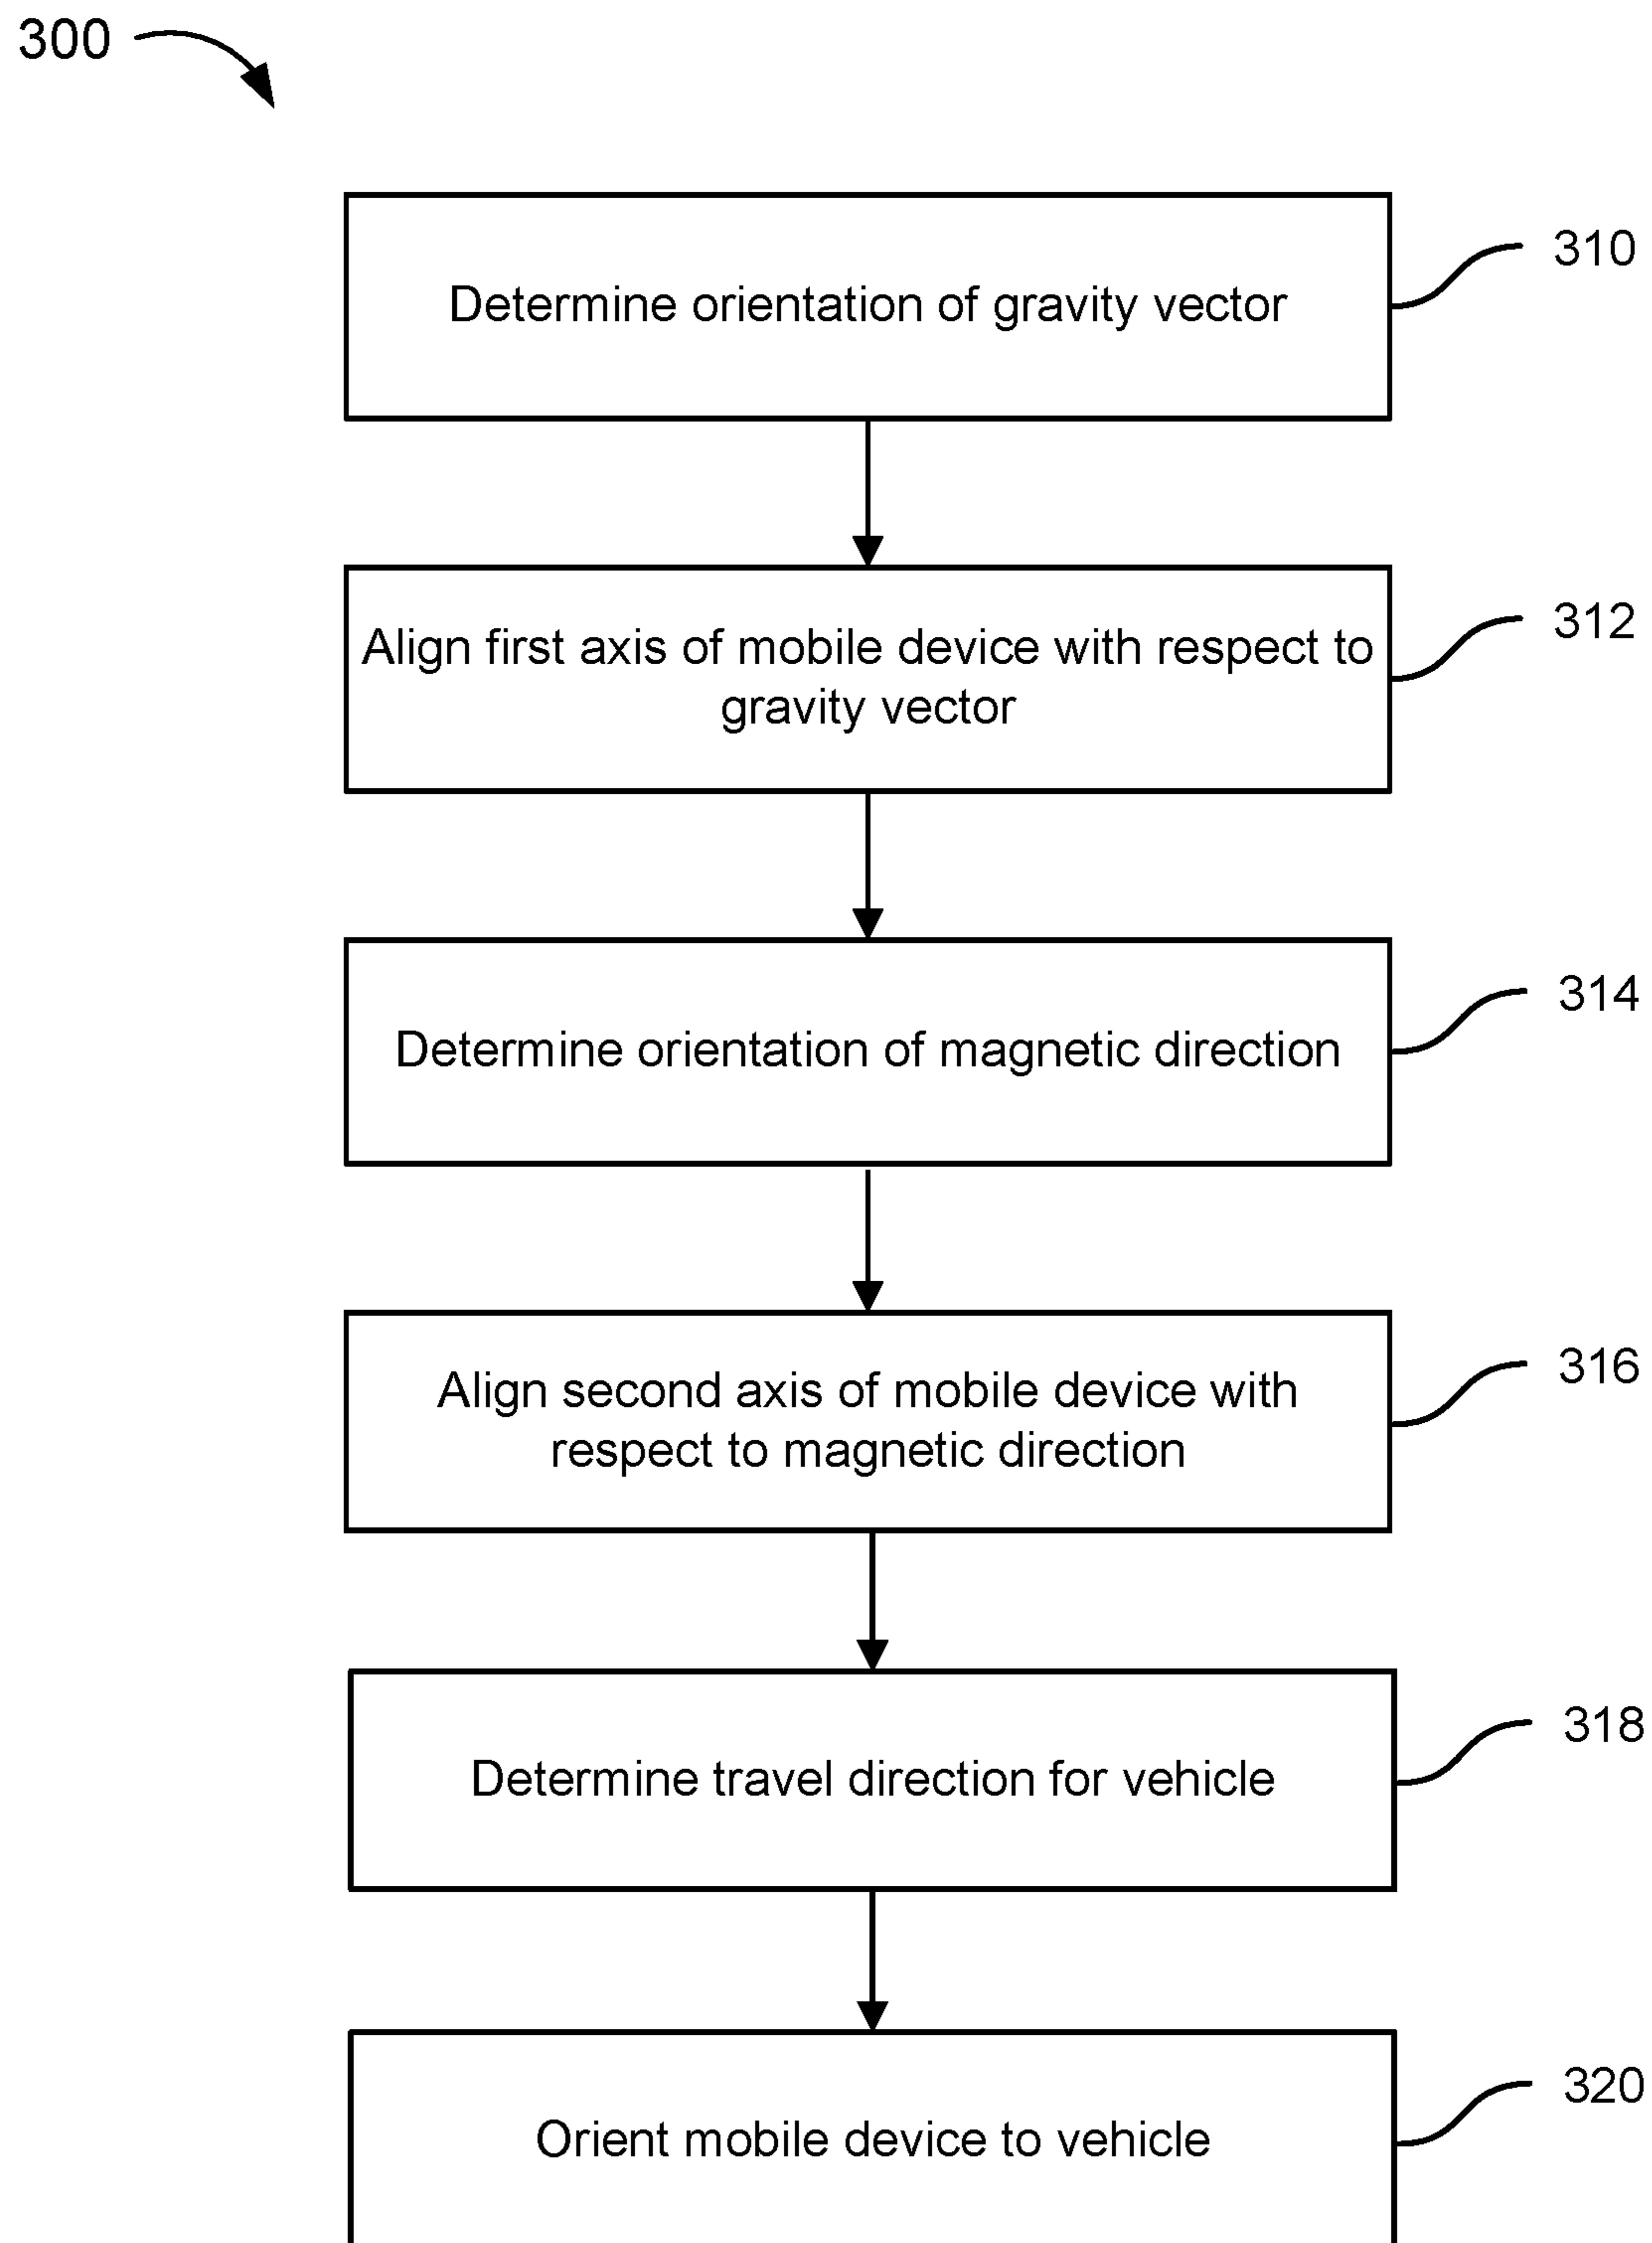 300
310
Determine orientation of gravity vector
312
Align first axis of mobile device with respect to
gravity vector
314
Determine orientation of magnetic direction
316
Align second axis of mobile device with
respect to magnetic direction
318
Determine travel direction for vehicle
320
Orient mobile device to vehicle